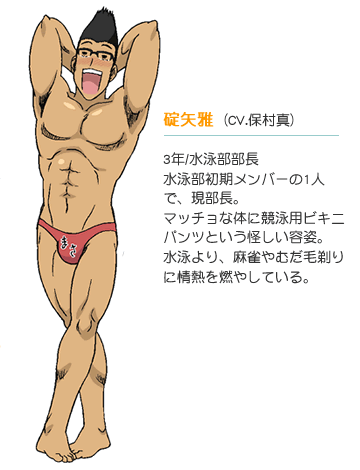 碇矢雅 (CV.保村真)
3年/水泳部部長
水泳部初期メンバーの1人
で、現部長。
マッチョな体に競泳用ビキニ
パンツという怪しい容姿。
水泳より、麻雀やむだ毛剃り
に情熱を燃やしている。